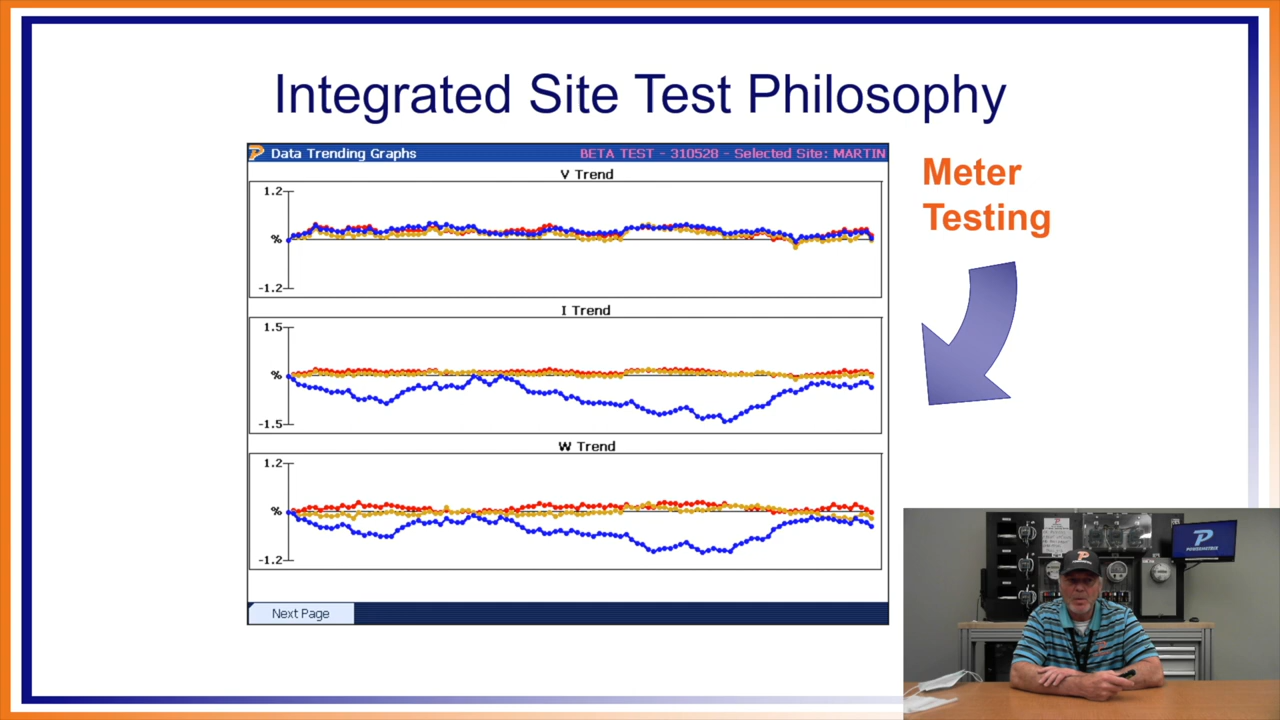 Integrated Site Test Philosophy
Data Trending Graphs
BETA TEST - 310528 - Selected Site: MARTIN
Meter
Testing
V Trend
1.2
%
-1.2
I Trend
1.5
%
-1.5
W Trend
1.2
%
-1.2
Next Page
POWERMETRIX